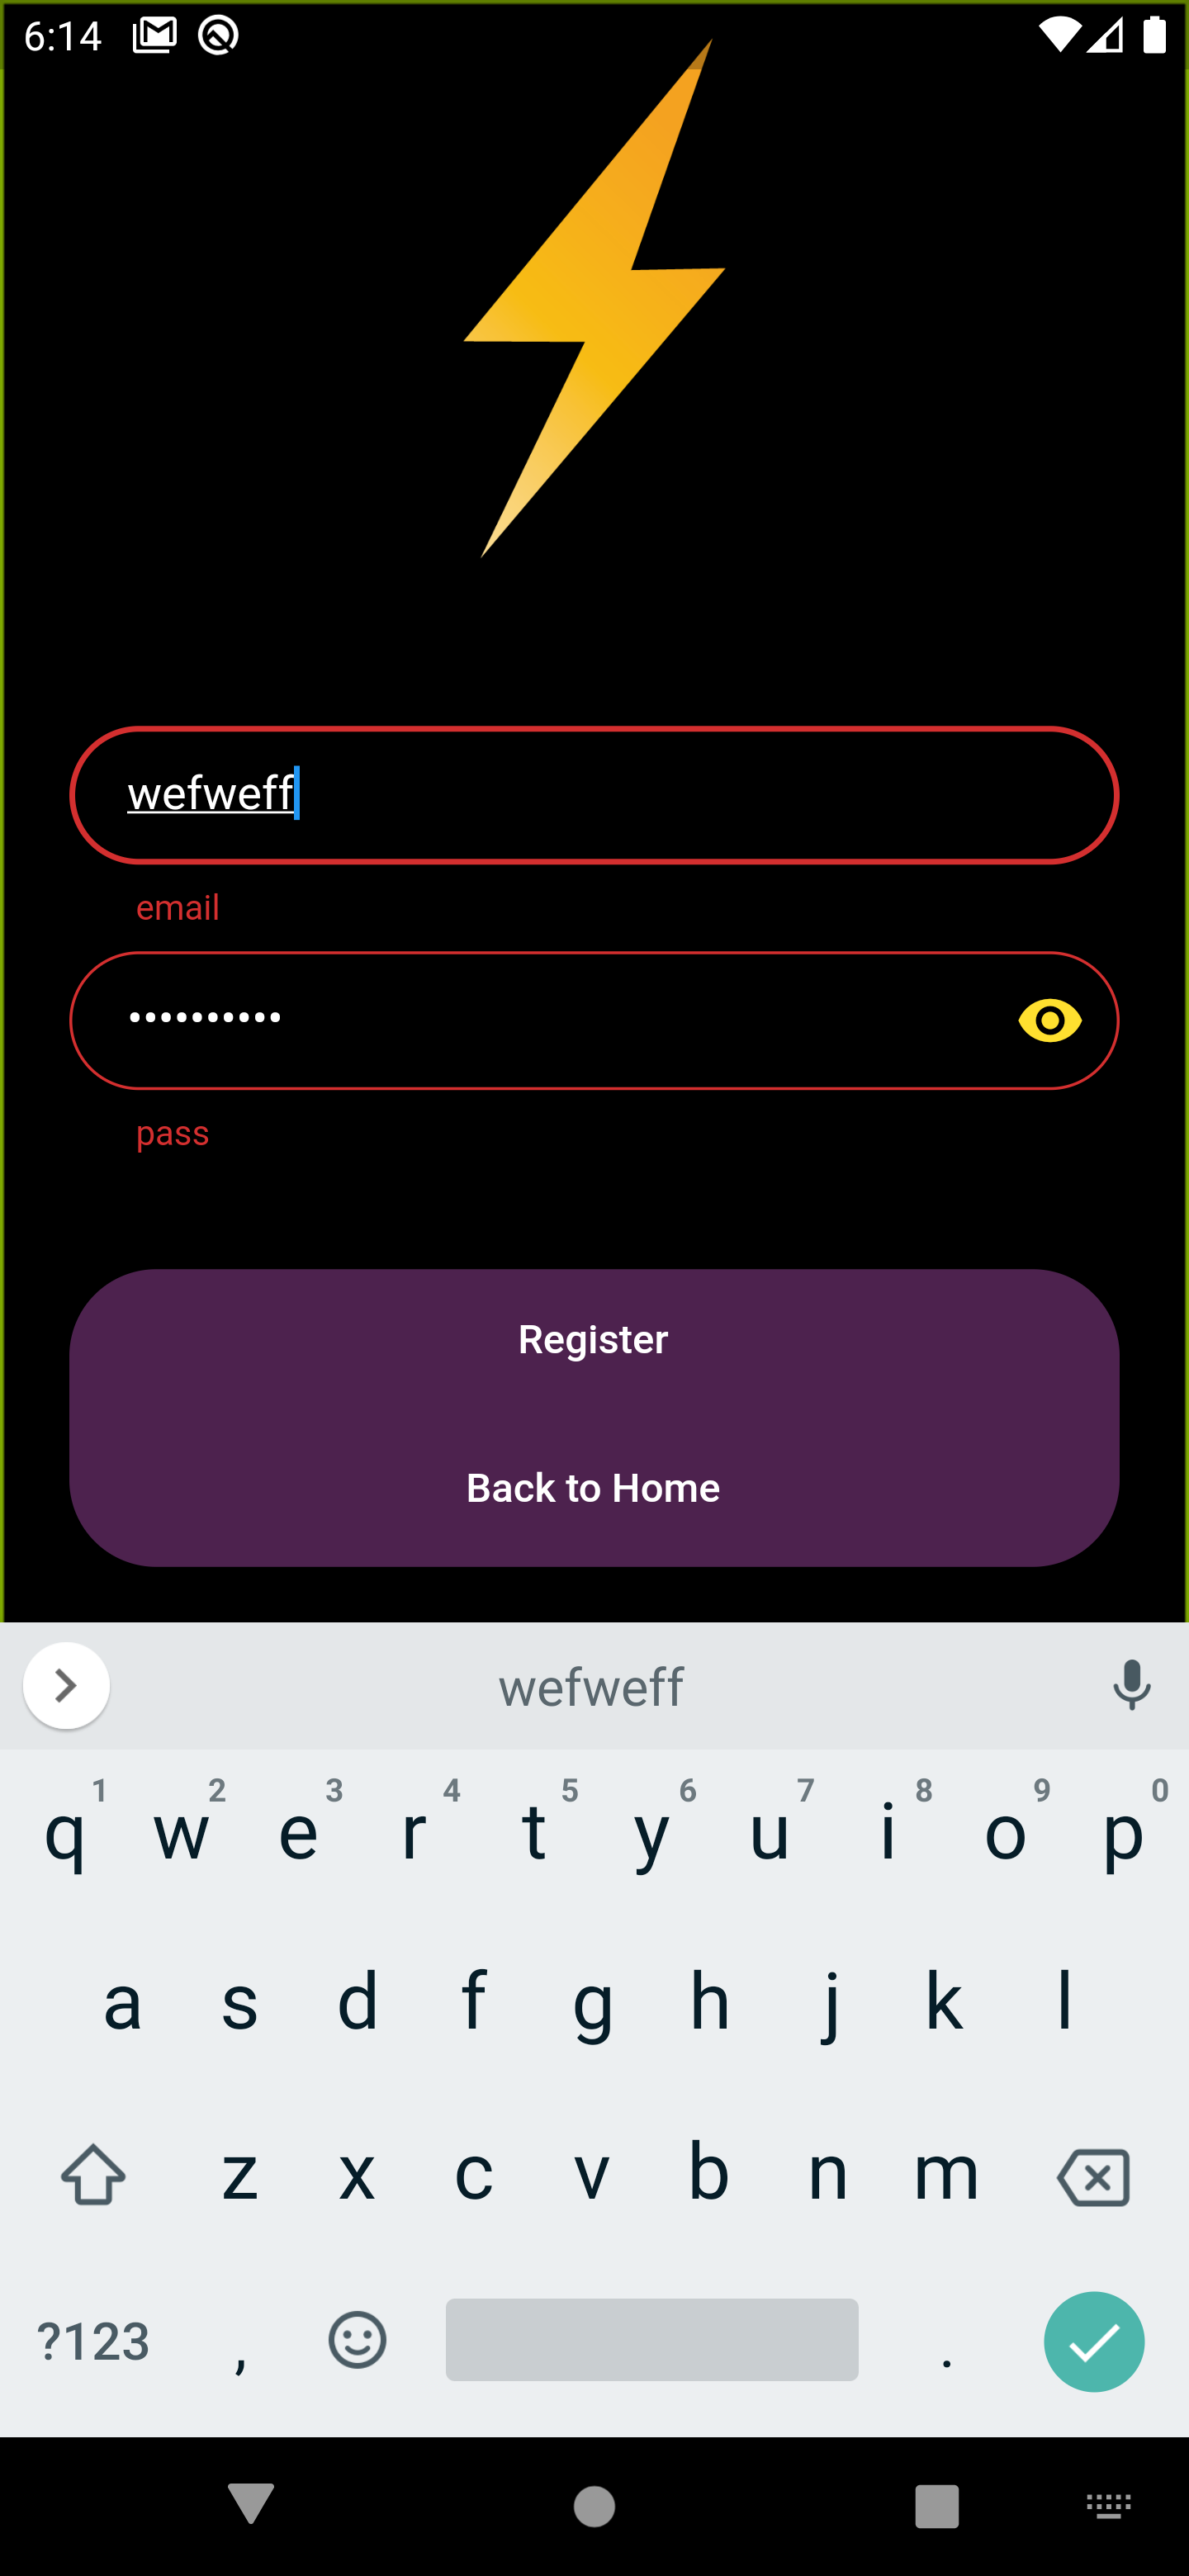 6:14
wefweff
email
••••••••••
pass
Register
Back to Home
wefweff
1 2 3 4 5 6 7 8 9 0
q w e r t y u i o p
a s d f g h j k l
z x c v b n m
?123 , .